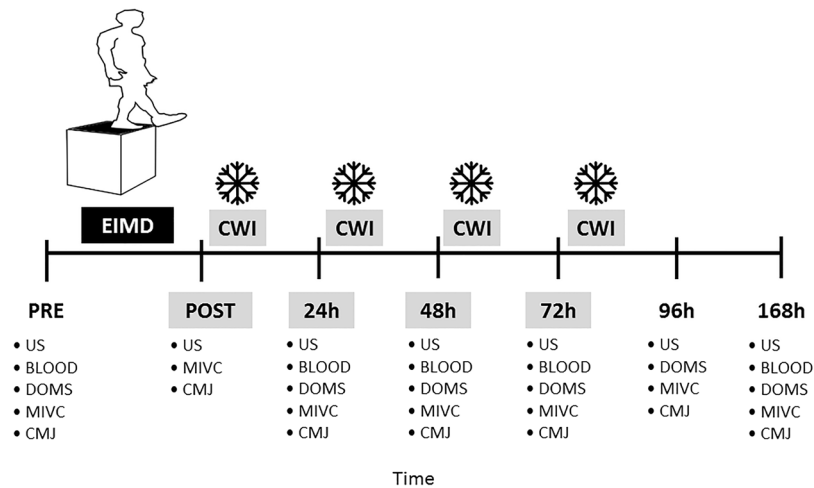 EIMD
CWI
CWI
CWI
CWI
PRE
POST
24h
48h
72h
96h
168h
• US
• BLOOD
• DOMS
• MIVC
• CMJ
• US
• MIVC
• CMJ
• US
• BLOOD
• DOMS
• MIVC
• CMJ
• US
• BLOOD
• DOMS
• MIVC
• CMJ
• US
• BLOOD
• DOMS
• MIVC
• CMJ
• US
• DOMS
• MIVC
• CMJ
• US
• BLOOD
• DOMS
• MIVC
• CMJ
Time